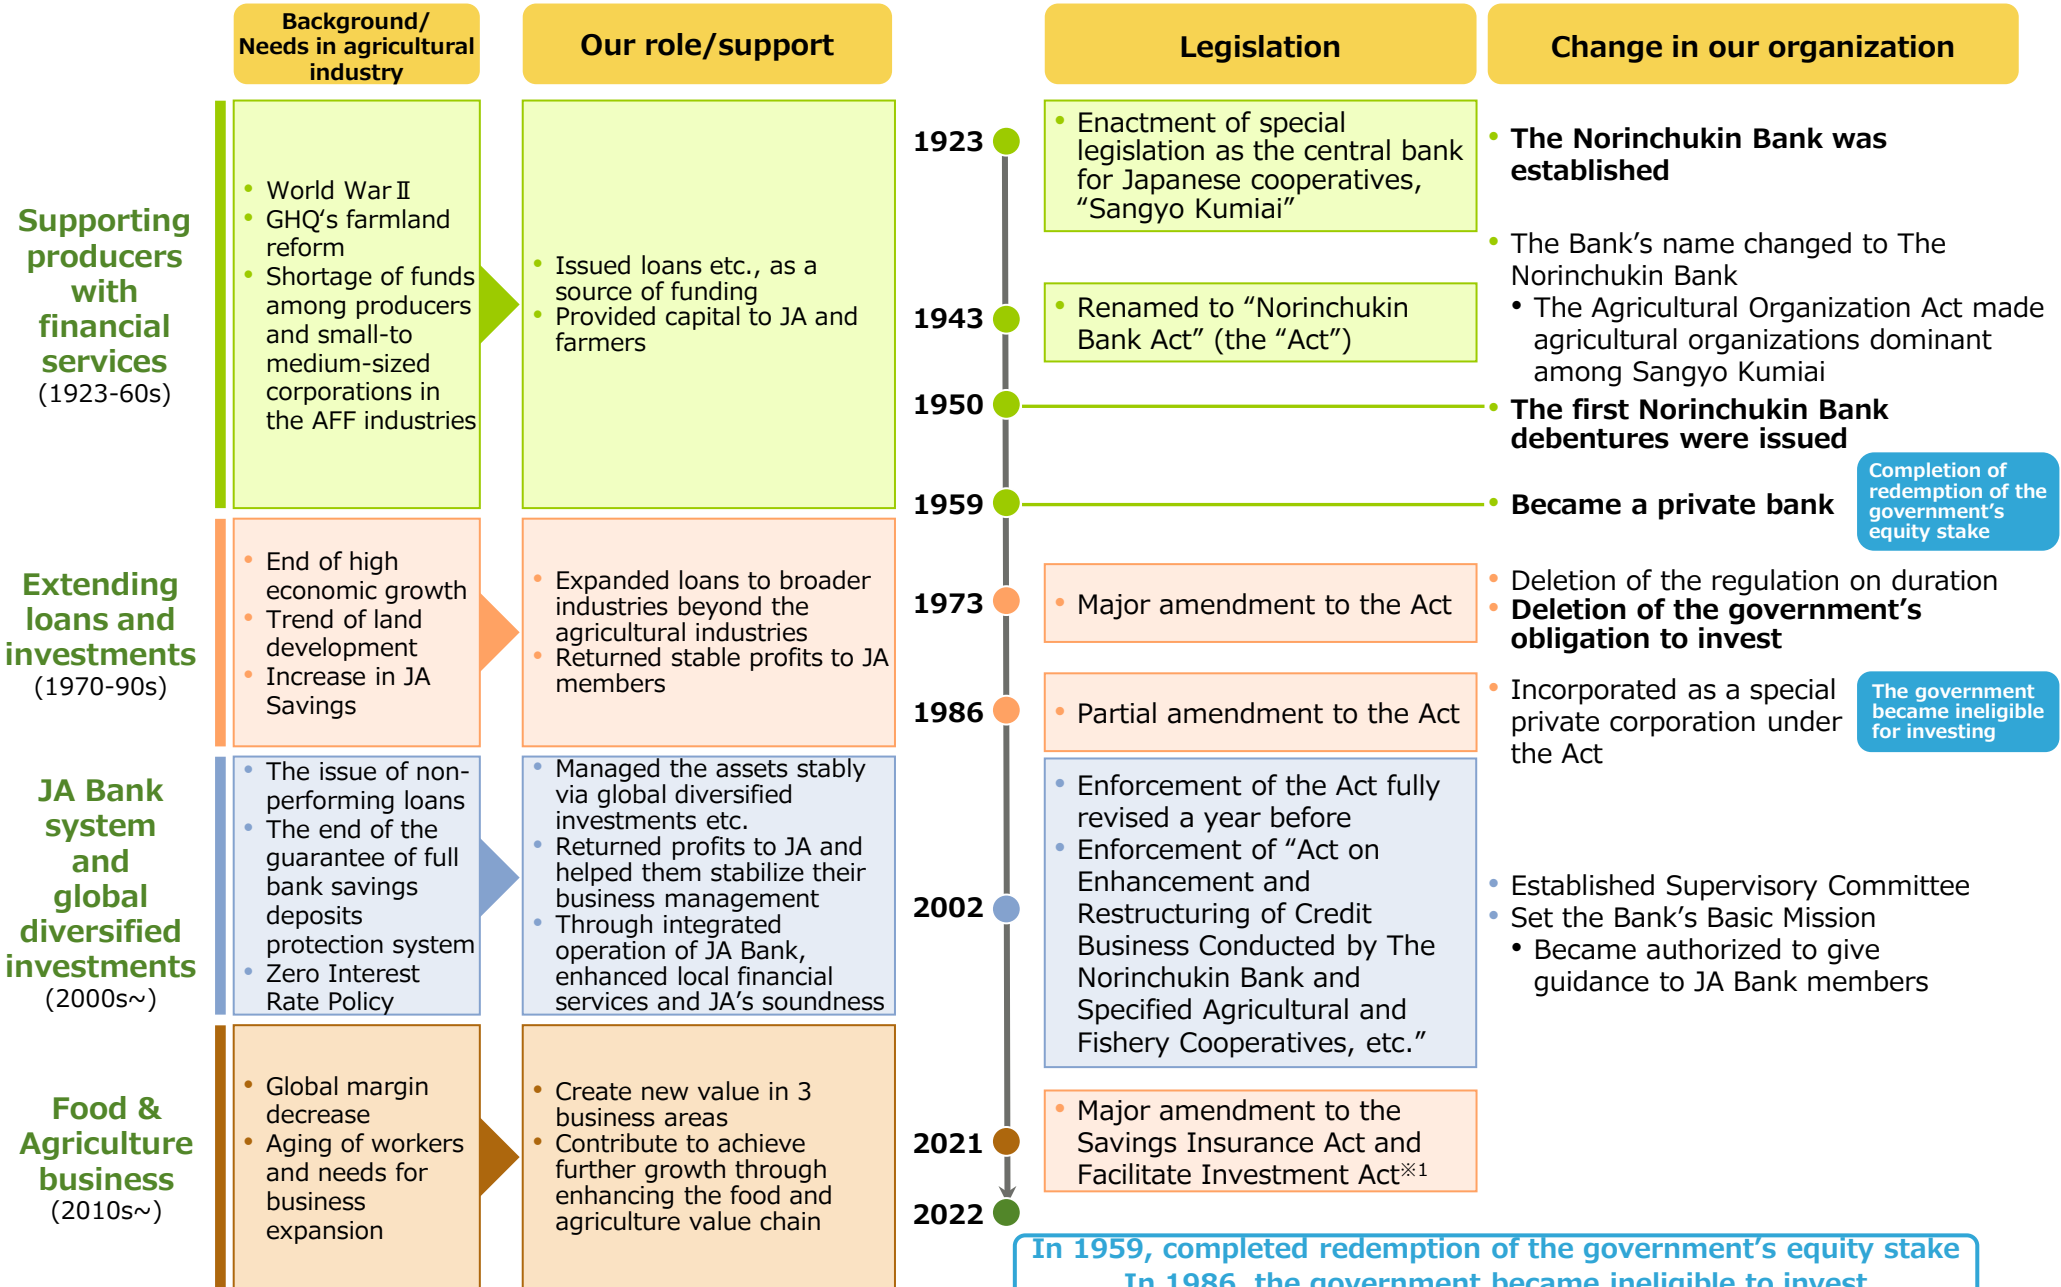 Background/
Needs in agricultural
industry
Our role/support
Legislation
Change in our organization
Supporting
producers
with
financial
services
(1923-60s)
• World War Ⅱ
• GHQ‘s farmland
reform
• Shortage of funds
among producers
and small-to
medium-sized
corporations in
the AFF industries
• Issued loans etc., as a
source of funding
• Provided capital to JA and
farmers
1923
• Enactment of special
legislation as the central bank
for Japanese cooperatives,
“Sangyo Kumiai”
• The Norinchukin Bank was
established
1943
• Renamed to “Norinchukin
Bank Act” (the “Act”)
• The Bank’s name changed to The
Norinchukin Bank
• The Agricultural Organization Act made
agricultural organizations dominant
among Sangyo Kumiai
1950
• The first Norinchukin Bank
debentures were issued
1959
• Became a private bank
Completion of
redemption of the
government’s
equity stake
Extending
loans and
investments
(1970-90s)
• End of high
economic growth
• Trend of land
development
• Increase in JA
Savings
• Expanded loans to broader
industries beyond the
agricultural industries
• Returned stable profits to JA
members
1973
• Major amendment to the Act
• Deletion of the regulation on duration
• Deletion of the government’s
obligation to invest
1986
• Partial amendment to the Act
• Incorporated as a special
private corporation under
the Act
The government
became ineligible
for investing
JA Bank
system
and
global
diversified
investments
(2000s~)
• The issue of non-
performing loans
• The end of the
guarantee of full
bank savings
deposits
protection system
• Zero Interest
Rate Policy
• Managed the assets stably
via global diversified
investments etc.
• Returned profits to JA and
helped them stabilize their
business management
• Through integrated
operation of JA Bank,
enhanced local financial
services and JA’s soundness
2002
• Enforcement of the Act fully
revised a year before
• Enforcement of “Act on
Enhancement and
Restructuring of Credit
Business Conducted by The
Norinchukin Bank and
Specified Agricultural and
Fishery Cooperatives, etc.”
• Established Supervisory Committee
• Set the Bank’s Basic Mission
• Became authorized to give
guidance to JA Bank members
Food &
Agriculture
business
(2010s~)
• Global margin
decrease
• Aging of workers
and needs for
business
expansion
• Create new value in 3
business areas
• Contribute to achieve
further growth through
enhancing the food and
agriculture value chain
2021
• Major amendment to the
Savings Insurance Act and
Facilitate Investment Act※1
2022
In 1959, completed redemption of the government’s equity stake
In 1986, the government became ineligible to invest